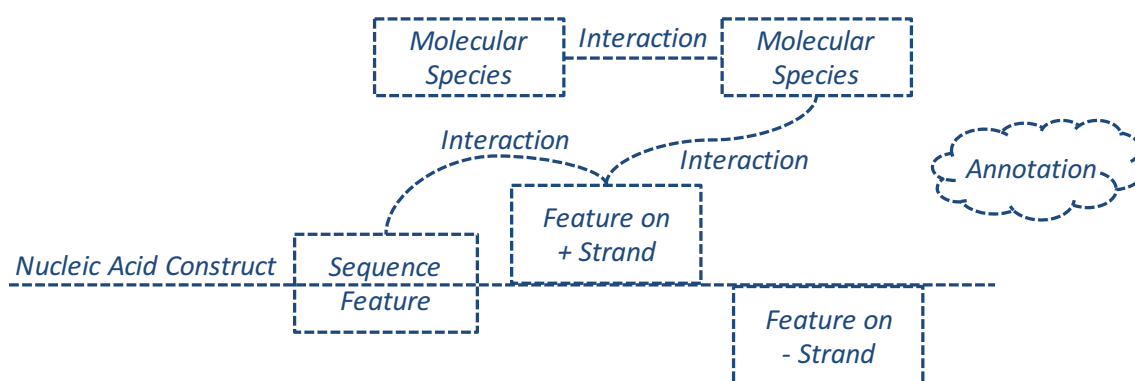 Molecular
Species
Interaction
Molecular
Species
Interaction
Interaction
Annotation
Nucleic Acid Construct
Sequence
Feature
Feature on
+ Strand
Feature on
- Strand